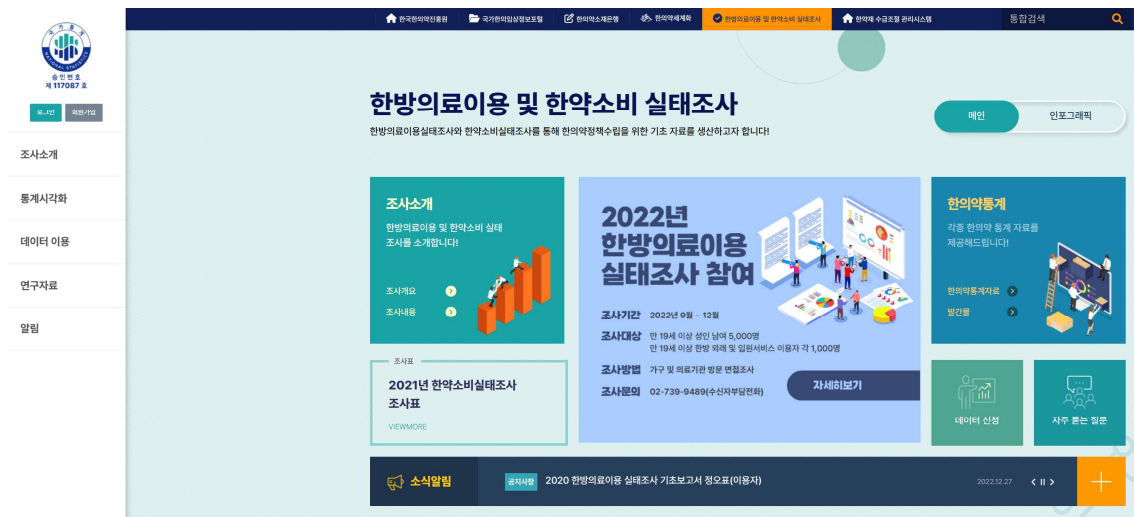 한국한의약진흥원
국가한의임상정보포털
한의약소재은행
한의약세계화
한방의료이용 및 한약소비 실태조사
한약재 수급조절 관리시스템
통합검색
국가통계
NATIONAL STATISTICS
승인번호
제 117087 호
로그인
회원가입
조사소개
통계시각화
데이터 이용
연구자료
알림
한방의료이용 및 한약소비 실태조사
한방의료이용실태조사와 한약소비실태조사를 통해 한의약정책수립을 위한 기초 자료를 생산하고자 합니다!
메인
인포그래픽
조사소개
한방의료이용 및 한약소비 실태
조사를 소개합니다!
조사개요
조사내용
조사표
2021년 한약소비실태조사
조사표
VIEWMORE
2022년
한방의료이용
실태조사 참여
조사기간 2022년 9월 - 12월
조사대상 만 19세 이상 성인 남여 5,000명
만 19세 이상 한방 외래 및 입원서비스 이용자 각 1,000명
조사방법 가구 및 의료기관 방문 면접조사
조사문의 02-739-9489(수신자부담전화)
자세히보기
한의약통계
각종 한의약 통계 자료를
제공해드립니다!
한의약통계자료
발간물
데이터 신청
자주 묻는 질문
소식알림
공지사항
2020 한방의료이용 실태조사 기초보고서 정오표(이용자)
2022.12.27